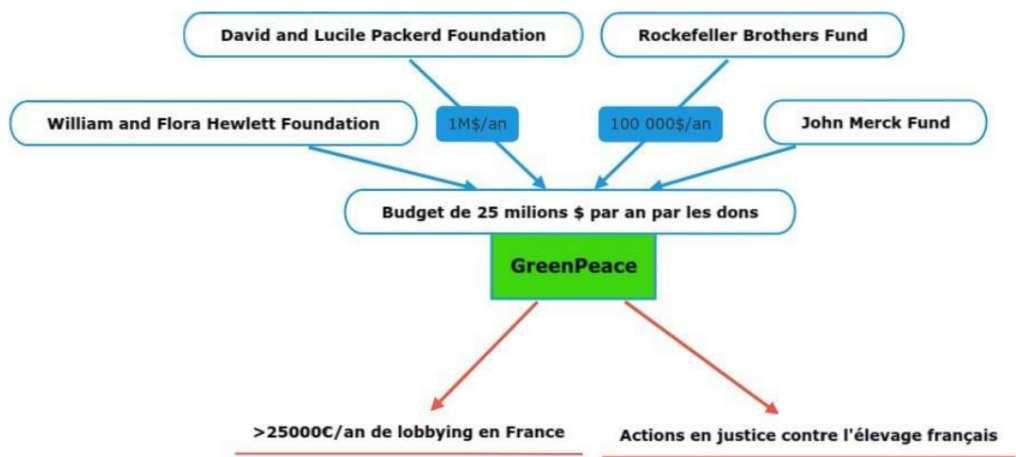 David and Lucile Packerd Foundation
Rockefeller Brothers Fund
William and Flora Hewlett Foundation
1M$/an
100 000$/an
John Merck Fund
Budget de 25 milions $ par an par les dons
GreenPeace
>25000€/an de lobbying en France
Actions en justice contre l'élevage français